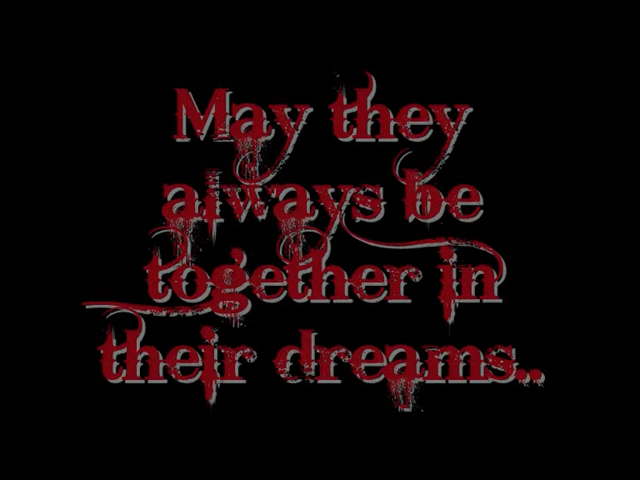 May they
always be
together in
their dreams..